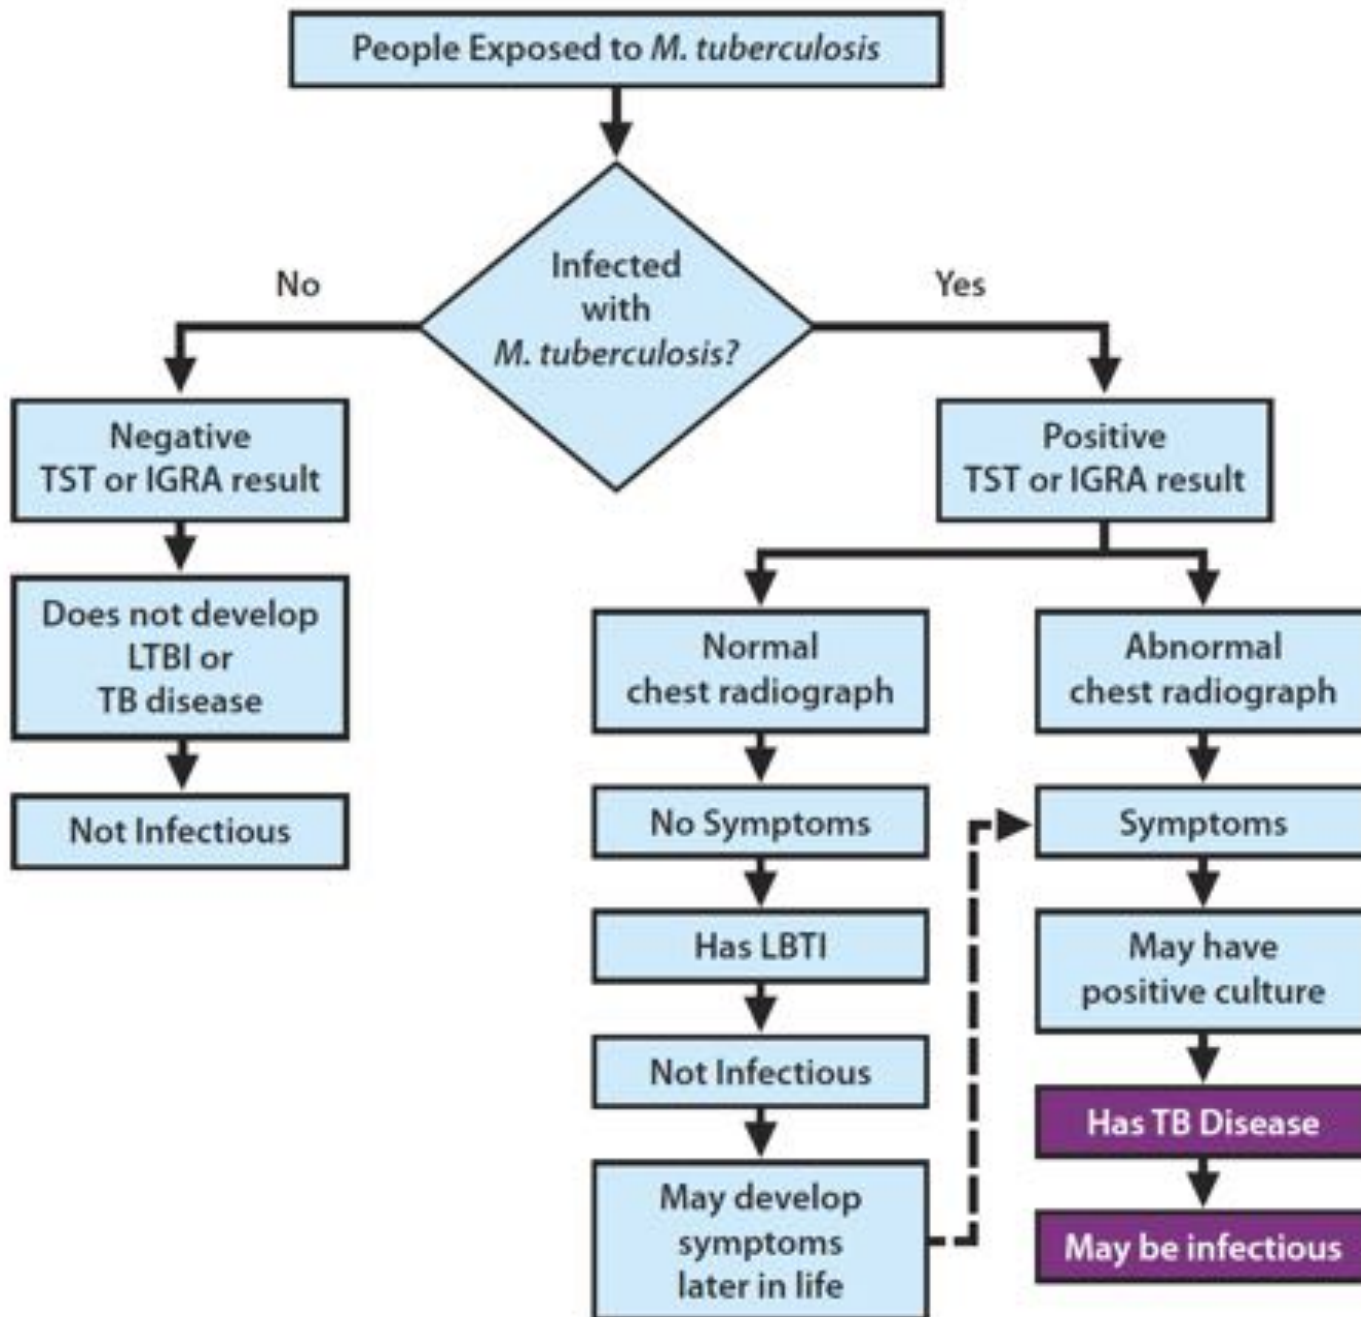 People Exposed to M. tuberculosis
Infected
with
M. tuberculosis?
No
Yes
Negative
TST or IGRA result
Does not develop
LTBI or
TB disease
Not Infectious
Positive
TST or IGRA result
Normal
chest radiograph
No Symptoms
Has LBTI
Not Infectious
May develop
symptoms
later in life
Abnormal
chest radiograph
Symptoms
May have
positive culture
Has TB Disease
May be infectious